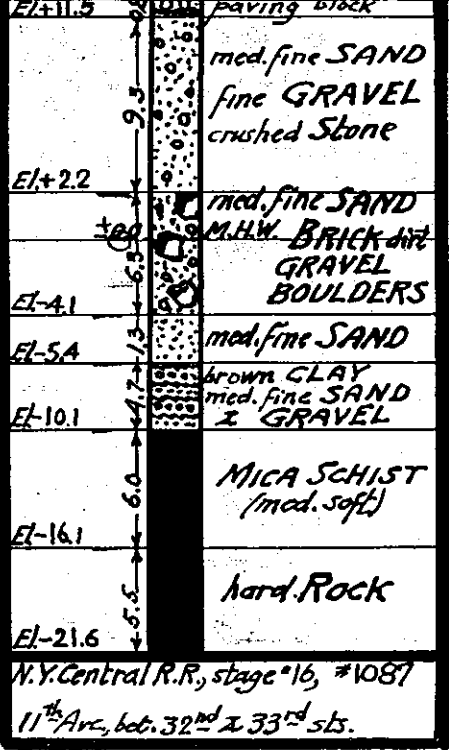 El.+11.5
paving block
med. fine SAND
9.3
fine GRAVEL
crushed Stone
El.+2.2
med. fine SAND
±0.0
M.H.W. BRICK dirt
6.3
GRAVEL
BOULDERS
El-4.1
1.3
med. fine SAND
El-5.4
brown CLAY
4.7
med. fine SAND
& GRAVEL
El-10.1
6.0
MICA SCHIST
(med. soft)
El-16.1
5.5
hard Rock
El-21.6
N.Y. Central R.R., stage #16, #1087
11th Ave, bet. 32nd & 33rd sts.